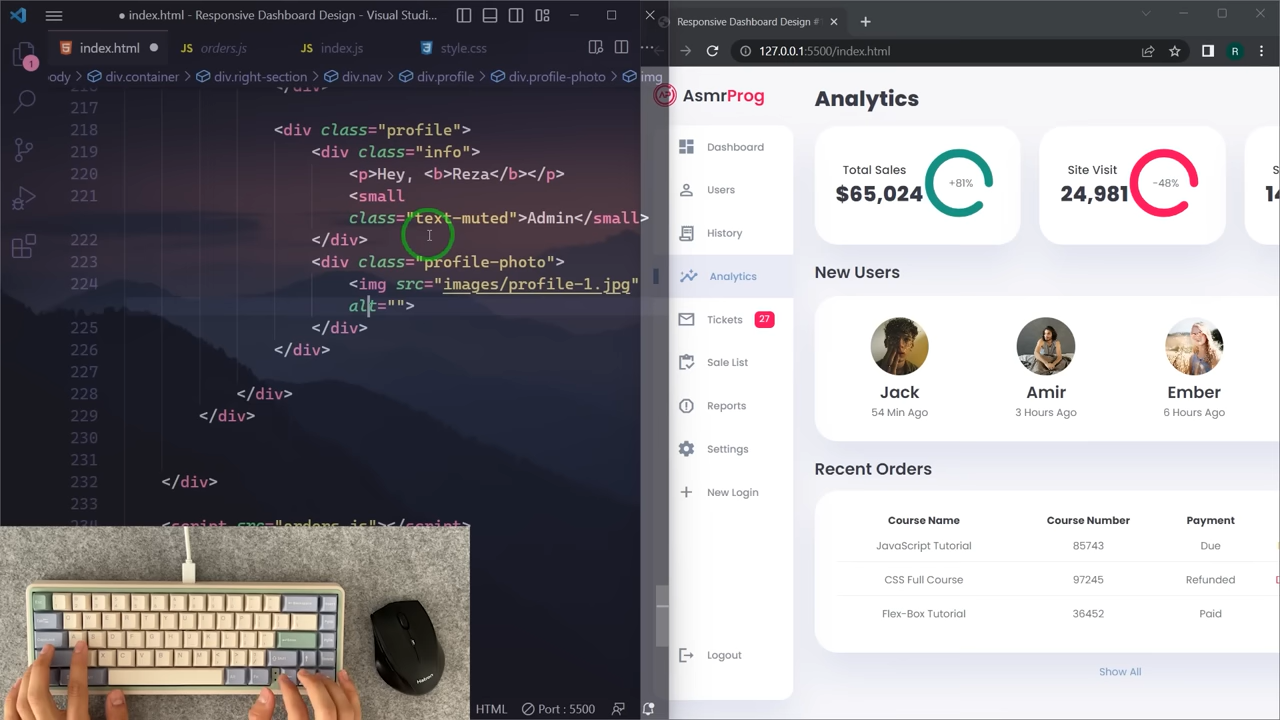 index.html - Responsive Dashboard Design - Visual Studi...
index.html
JS orders.js
JS index.js
style.css
ody › div.container › div.right-section › div.nav › div.profile › div.profile-photo › img
1
217
218 <div class="profile">
219 <div class="info">
220 <p>Hey, <b>Reza</b></p>
221 <small
class="text-muted">Admin</small>
222 </div>
223 <div class="profile-photo">
224 <img src="images/profile-1.jpg"
alt="">
225 </div>
226 </div>
227
228 </div>
229 </div>
230
231
232 </div>
233
234 <script src="orders.js"></script>
HTML
Port : 5500
Responsive Dashboard Design #
127.0.0.1:5500/index.html
R
AsmrProg
Dashboard
Users
History
Analytics
Tickets 27
Sale List
Reports
Settings
New Login
Logout
Analytics
Total Sales
$65,024
+81%
Site Visit
24,981
-48%
S
14
New Users
Jack
54 Min Ago
Amir
3 Hours Ago
Ember
6 Hours Ago
Recent Orders
Course Name Course Number Payment
JavaScript Tutorial 85743 Due
CSS Full Course 97245 Refunded
Flex-Box Tutorial 36452 Paid
Show All